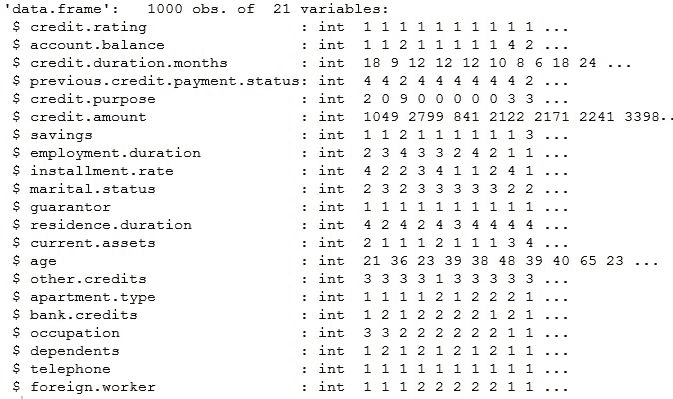 'data.frame':   1000 obs. of  21 variables:
 $ credit.rating                  : int  1 1 1 1 1 1 1 1 1 1 ...
 $ account.balance                : int  1 1 2 1 1 1 1 1 4 2 ...
 $ credit.duration.months         : int  18 9 12 12 12 10 8 6 18 24 ...
 $ previous.credit.payment.status: int  4 4 2 4 4 4 4 4 4 2 ...
 $ credit.purpose                 : int  2 0 9 0 0 0 0 0 3 3 ...
 $ credit.amount                  : int  1049 2799 841 2122 2171 2241 3398..
 $ savings                        : int  1 1 2 1 1 1 1 1 1 3 ...
 $ employment.duration            : int  2 3 4 3 3 2 4 2 1 1 ...
 $ installment.rate               : int  4 2 2 3 4 1 1 2 4 1 ...
 $ marital.status                 : int  2 3 2 3 3 3 3 3 2 2 ...
 $ guarantor                      : int  1 1 1 1 1 1 1 1 1 1 ...
 $ residence.duration             : int  4 2 4 2 4 3 4 4 4 4 ...
 $ current.assets                 : int  2 1 1 1 2 1 1 1 3 4 ...
 $ age                            : int  21 36 23 39 38 48 39 40 65 23 ...
 $ other.credits                  : int  3 3 3 3 1 3 3 3 3 3 ...
 $ apartment.type                 : int  1 1 1 1 2 1 2 2 2 1 ...
 $ bank.credits                   : int  1 2 1 2 2 2 2 1 2 1 ...
 $ occupation                     : int  3 3 2 2 2 2 2 2 1 1 ...
 $ dependents                     : int  1 2 1 2 1 2 1 2 1 1 ...
 $ telephone                      : int  1 1 1 1 1 1 1 1 1 1 ...
 $ foreign.worker                 : int  1 1 1 2 2 2 2 2 1 1 ...